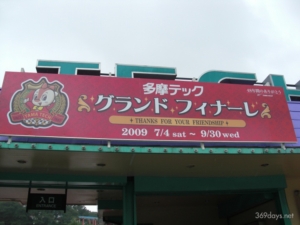 TECH
多摩テック
グランド フィナーレ
THANKS FOR YOUR FRIENDSHIP
2009 7/4 sat ~ 9/30 wed
入口
369days.net